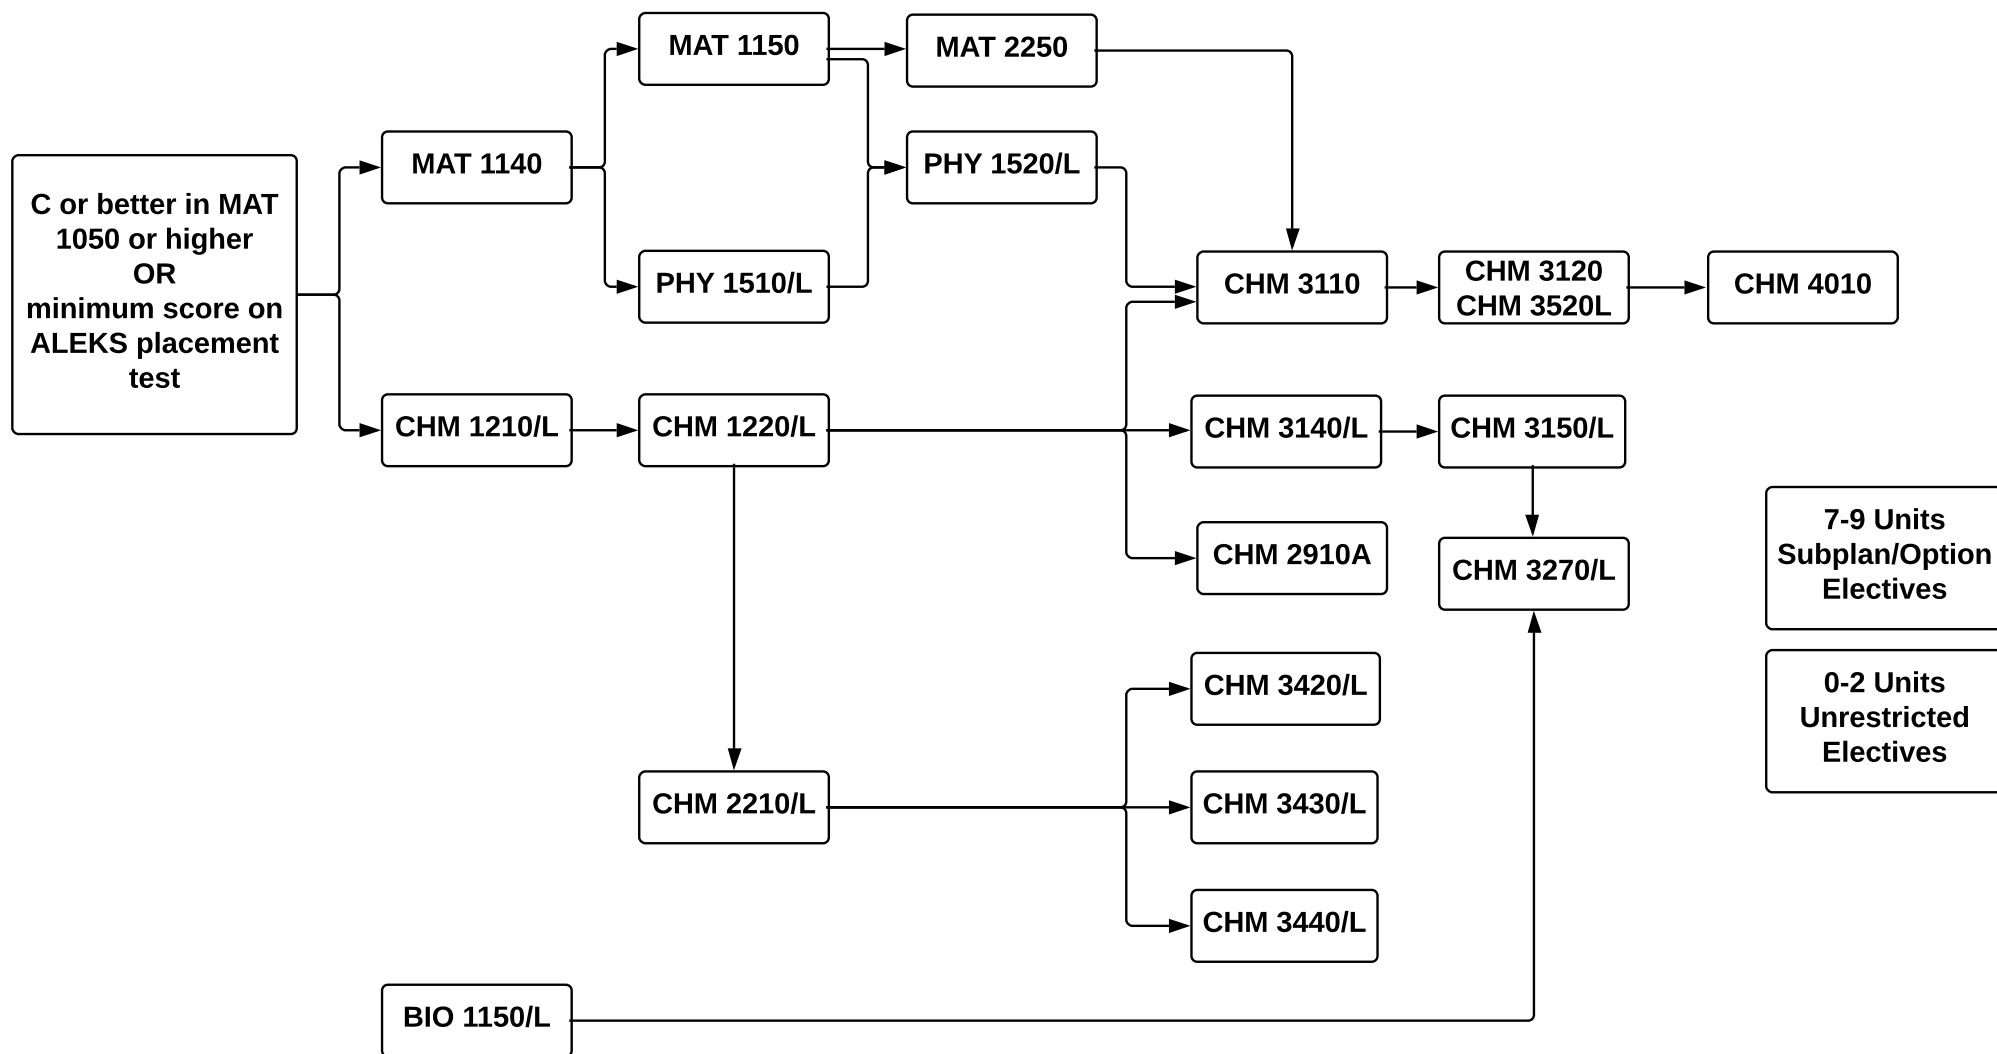 MAT 1150
MAT 2250
MAT 1140
PHY 1520/L
C or better in MAT
1050 or higher
OR
minimum score on
ALEKS placement
test
PHY 1510/L
CHM 3110
CHM 3120
CHM 3520L
CHM 4010
CHM 1210/L
CHM 1220/L
CHM 3140/L
CHM 3150/L
7-9 Units
Subplan/Option
Electives
CHM 2910A
CHM 3270/L
0-2 Units
Unrestricted
Electives
CHM 3420/L
CHM 2210/L
CHM 3430/L
CHM 3440/L
BIO 1150/L